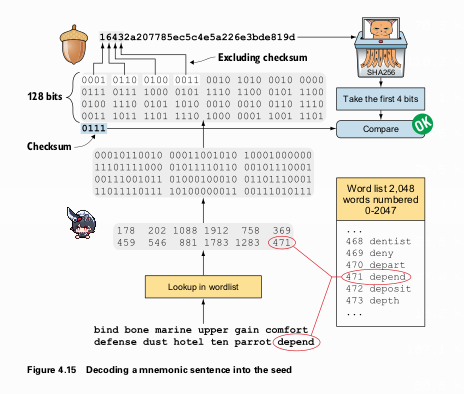 16432a207785ec5c4e5a226e3bde819d
Excluding checksum
SHA256
0001 0110 0100 0011 0010 1010 0010 0000
0111 0111 1000 0101 1110 1100 0101 1100
0100 1110 0101 1010 0010 0010 0110 1110
0011 1011 1101 1110 1000 0001 1001 1101
128 bits
0111
Checksum
Take the first 4 bits
Compare
OK
00010110010 00011001010 10001000000
11101111000 01011110110 00101110001
00111001011 01000100010 01101110001
11011110111 10100000011 00111010111
178 202 1088 1912 758 369
459 546 881 1783 1283 471
Word list 2,048
words numbered
0-2047
...
468 dentist
469 deny
470 depart
471 depend
472 deposit
473 depth
...
Lookup in wordlist
bind bone marine upper gain comfort
defense dust hotel ten parrot depend
Figure 4.15 Decoding a mnemonic sentence into the seed